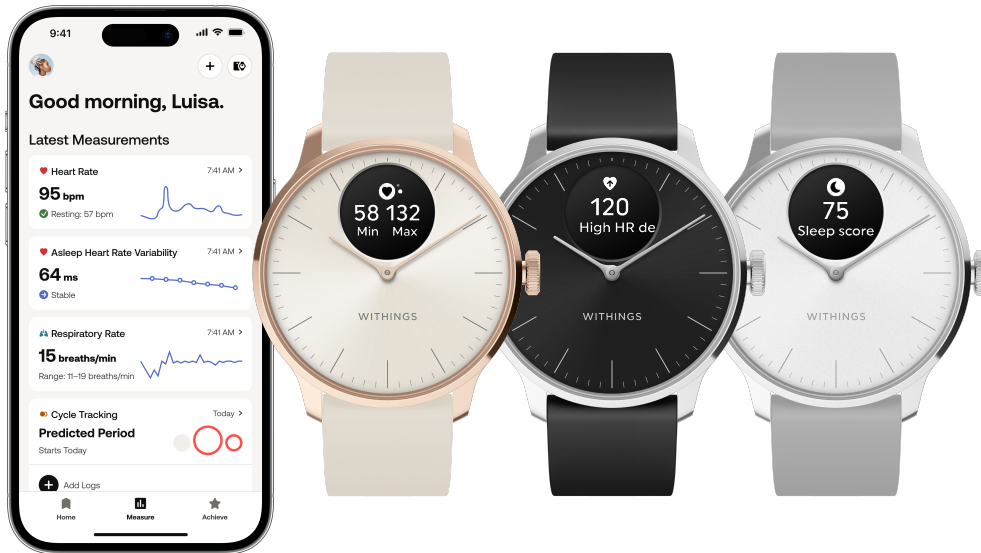 9:41
Good morning, Luisa.
Latest Measurements
Heart Rate
7:41 AM
95 bpm
Resting: 57 bpm
Asleep Heart Rate Variability
64 ms
Stable
Respiratory Rate
7:41 AM
15 breaths/min
Range: 11–19 breaths/min
Cycle Tracking
Today
Predicted Period
Starts Today
Add Logs
Home
Measure
Achieve
58 132
Min Max
WITHINGS
120
High HR de
WITHINGS
75
Sleep score
WITHINGS